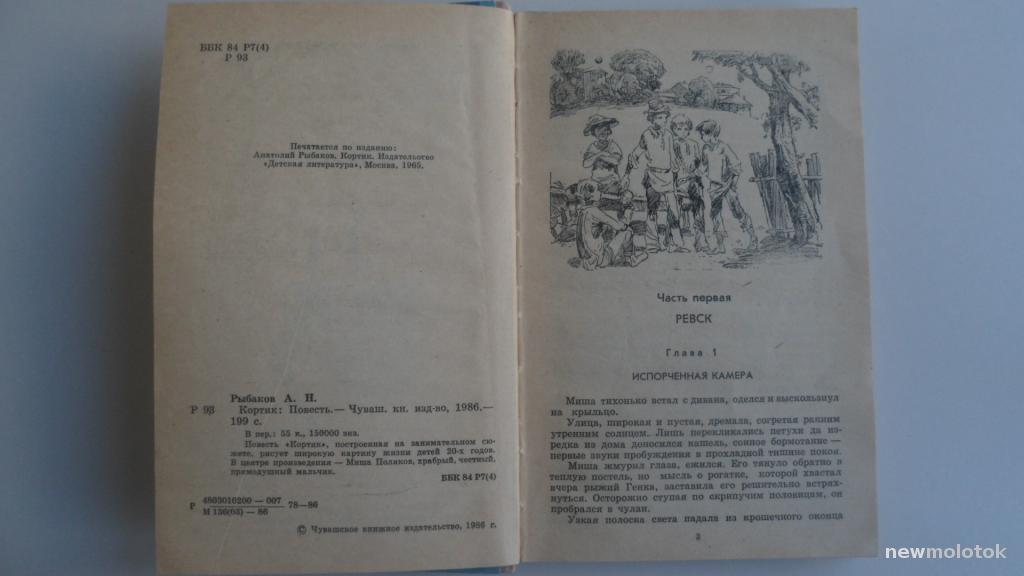 ББК 84 Р7(4)
Р 93
Печатается по изданию:
Анатолий Рыбаков. Кортик. Издательство
«Детская литература», Москва, 1965.
Рыбаков А. Н.
Р 93 Кортик: Повесть.— Чуваш. кн. изд-во, 1986.—
199 с.
В пер.: 55 к., 150000 экз.
Повесть «Кортик», построенная на занимательном сю-
жете, рисует широкую картину жизни детей 20-х годов.
В центре произведения — Миша Поляков, храбрый, честный,
прямодушный мальчик.
ББК 84 Р7(4)
4803010200 — 007
Р 78—86
М 136(03) — 86
© Чувашское книжное издательство, 1986 г.
Часть первая
РЕВСК
Глава 1
ИСПОРЧЕННАЯ КАМЕРА
Миша тихонько встал с дивана, оделся и выскользнул
на крыльцо.
Улица, широкая и пустая, дремала, согретая ранним
утренним солнцем. Лишь перекликались петухи да из-
редка из дома доносился кашель, сонное бормотание —
первые звуки пробуждения в прохладной тишине покоя.
Миша жмурил глаза, ежился. Его тянуло обратно в
теплую постель, но мысль о рогатке, которой хвастал
вчера рыжий Генка, заставила его решительно встрях-
нуться. Осторожно ступая по скрипучим половицам, он
пробрался в чулан.
Узкая полоска света падала из крошечного оконца
3
newmolotok